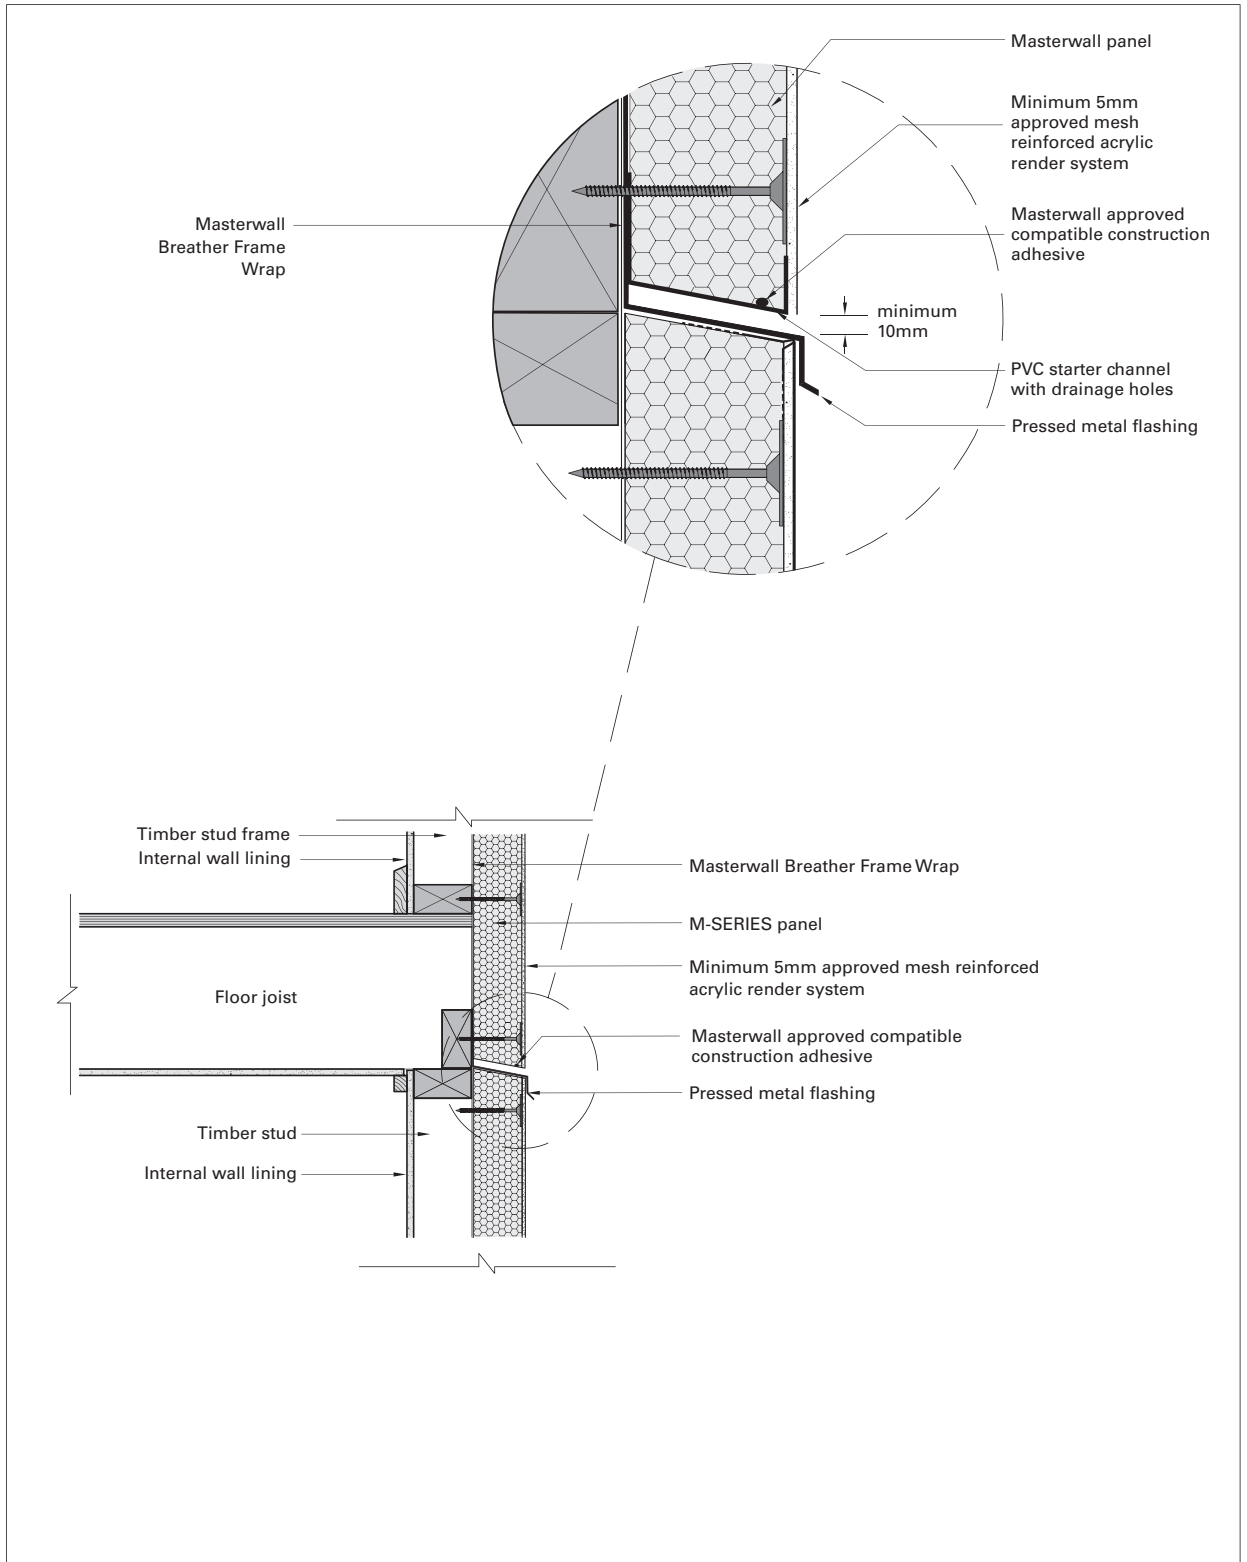 Masterwall panel
Minimum 5mm
approved mesh
reinforced acrylic
render system
Masterwall
Breather Frame
Wrap
Masterwall approved
compatible construction
adhesive
minimum
10mm
PVC starter channel
with drainage holes
Pressed metal flashing
Timber stud frame
Internal wall lining
Masterwall Breather Frame Wrap
M-SERIES panel
Floor joist
Minimum 5mm approved mesh reinforced
acrylic render system
Masterwall approved compatible
construction adhesive
Pressed metal flashing
Timber stud
Internal wall lining